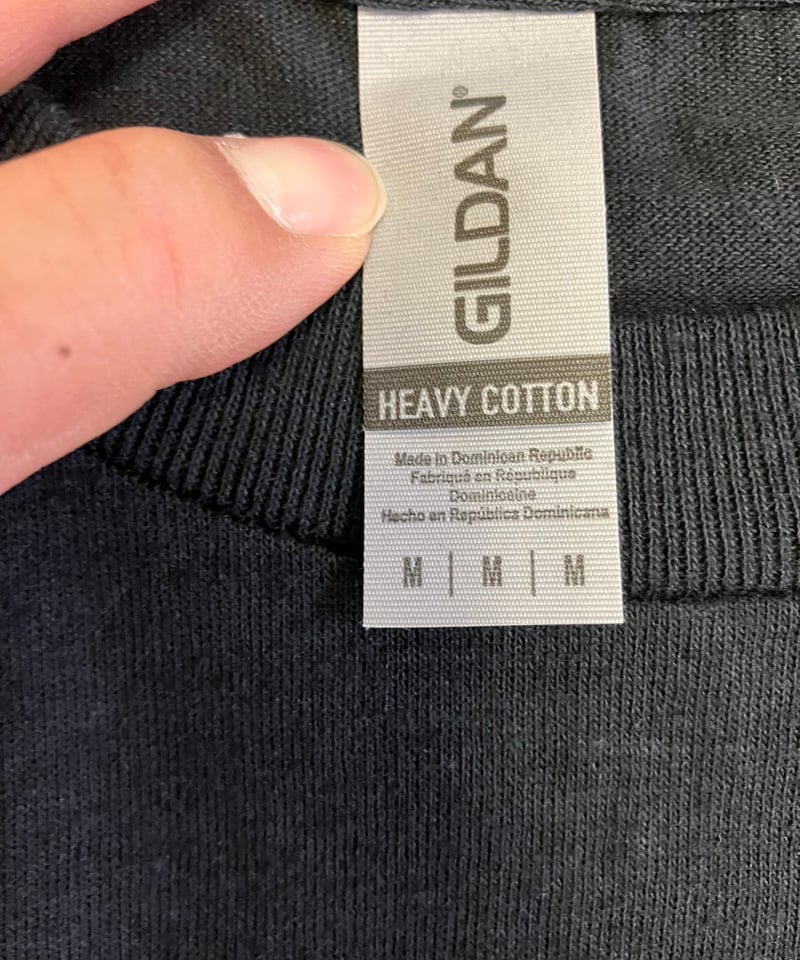 GILDAN®
HEAVY COTTON
Made in Dominican Republic
Fabriqué en République
Dominicaine
Hecho en República Dominicana
M | M | M